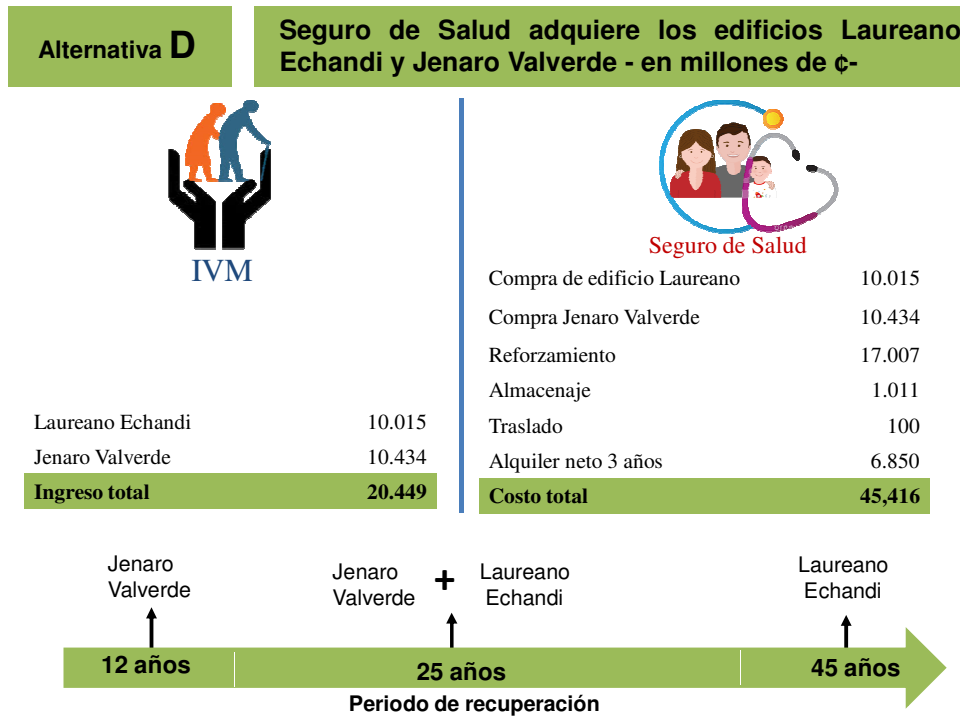 Alternativa D
Seguro de Salud adquiere los edificios Laureano
Echandi y Jenaro Valverde - en millones de ¢-
IVM
Laureano Echandi 10.015
Jenaro Valverde 10.434
Ingreso total 20.449
Seguro de Salud
Compra de edificio Laureano 10.015
Compra Jenaro Valverde 10.434
Reforzamiento 17.007
Almacenaje 1.011
Traslado 100
Alquiler neto 3 años 6.850
Costo total 45,416
Jenaro
Valverde
Jenaro
Valverde
+
Laureano
Echandi
Laureano
Echandi
12 años
25 años
45 años
Periodo de recuperación